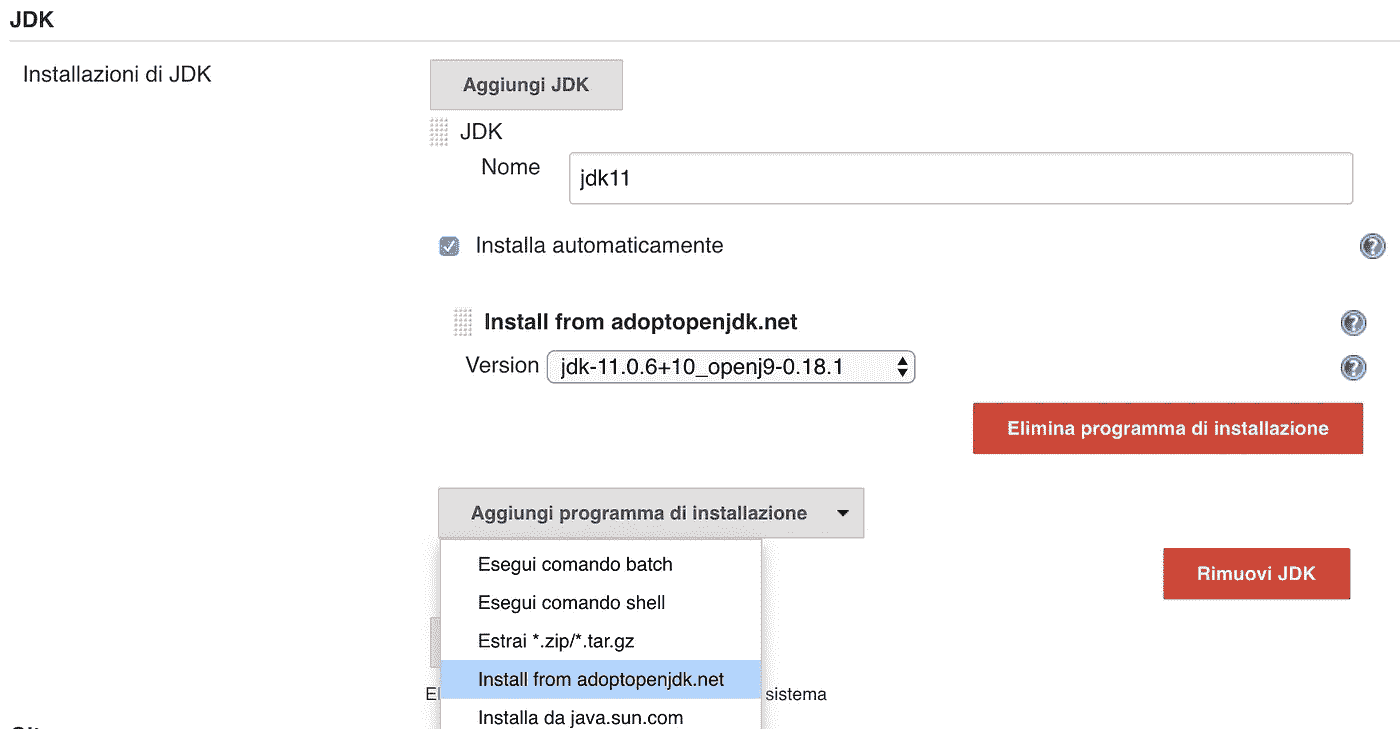 JDK
Installazioni di JDK
Aggiungi JDK
JDK
Nome
jdk11
Installa automaticamente
Install from adoptopenjdk.net
Version jdk-11.0.6+10_openj9-0.18.1
Elimina programma di installazione
Aggiungi programma di installazione
Esegui comando batch
Esegui comando shell
Rimuovi JDK
Estrai *.zip/*.tar.gz
Install from adoptopenjdk.net
sistema
Installa da java.sun.com